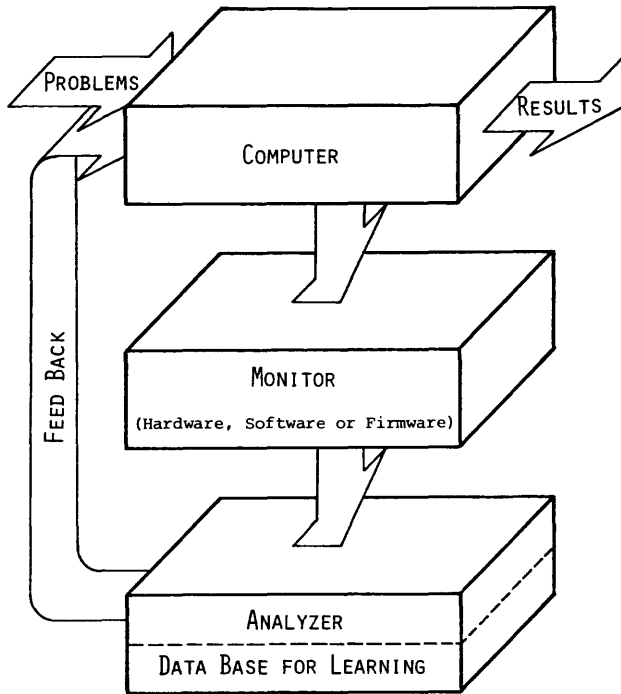 PROBLEMS
RESULTS
COMPUTER
FEED BACK
MONITOR
(Hardware, Software or Firmware)
ANALYZER
DATA BASE FOR LEARNING